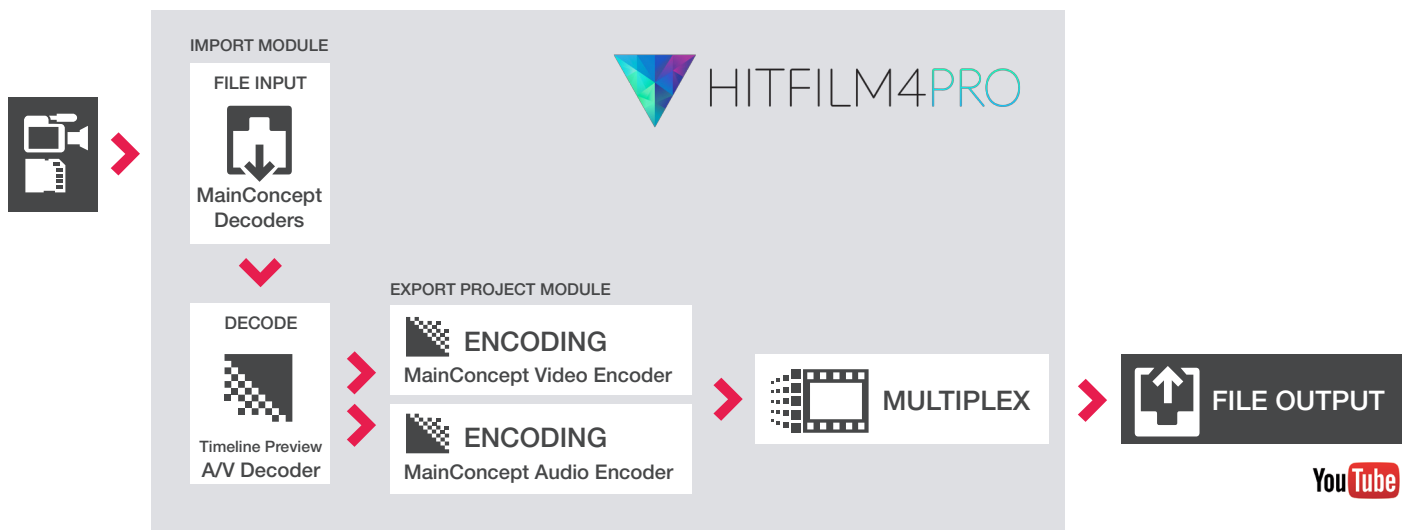 IMPORT MODULE
FILE INPUT
MainConcept
Decoders
HITFILM4PRO
DECODE
Timeline Preview
A/V Decoder
EXPORT PROJECT MODULE
ENCODING
MainConcept Video Encoder
ENCODING
MainConcept Audio Encoder
MULTIPLEX
FILE OUTPUT
YouTube